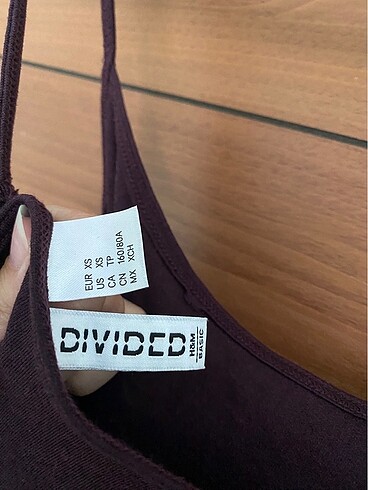 EUR XS
US XS
CA TP
CN 160/80A
MX XCH
DIVIDED
H&M
BASIC